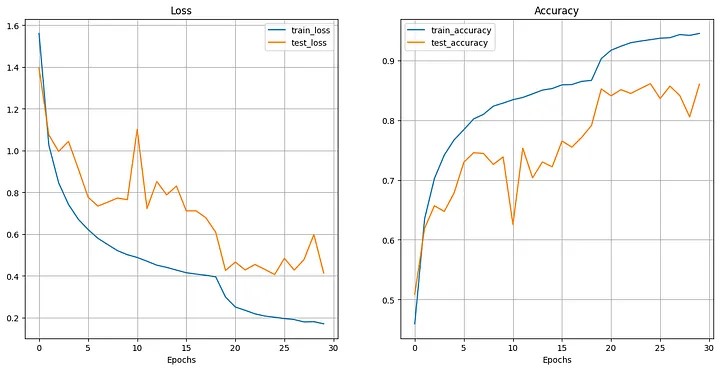 Loss
train_loss
test_loss
1.6
1.4
1.2
1.0
0.8
0.6
0.4
0.2
0 5 10 15 20 25 30
Epochs
Accuracy
train_accuracy
test_accuracy
0.9
0.8
0.7
0.6
0.5
0 5 10 15 20 25 30
Epochs